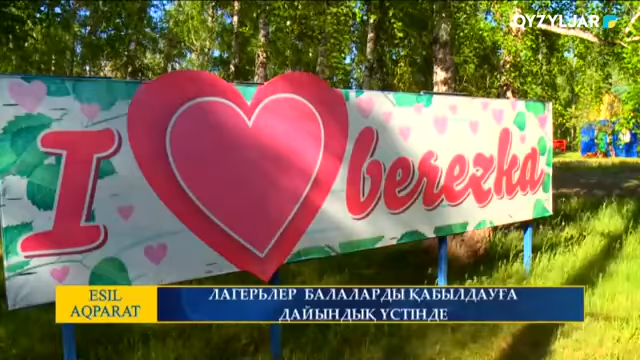 QYZYLJAR
I berezka
ESIL
AQPARAT
ЛАГЕРЬЛЕР БАЛАЛАРДЫ ҚАБЫЛДАУҒА
ДАЙЫНДЫҚ ҮСТІНДЕ